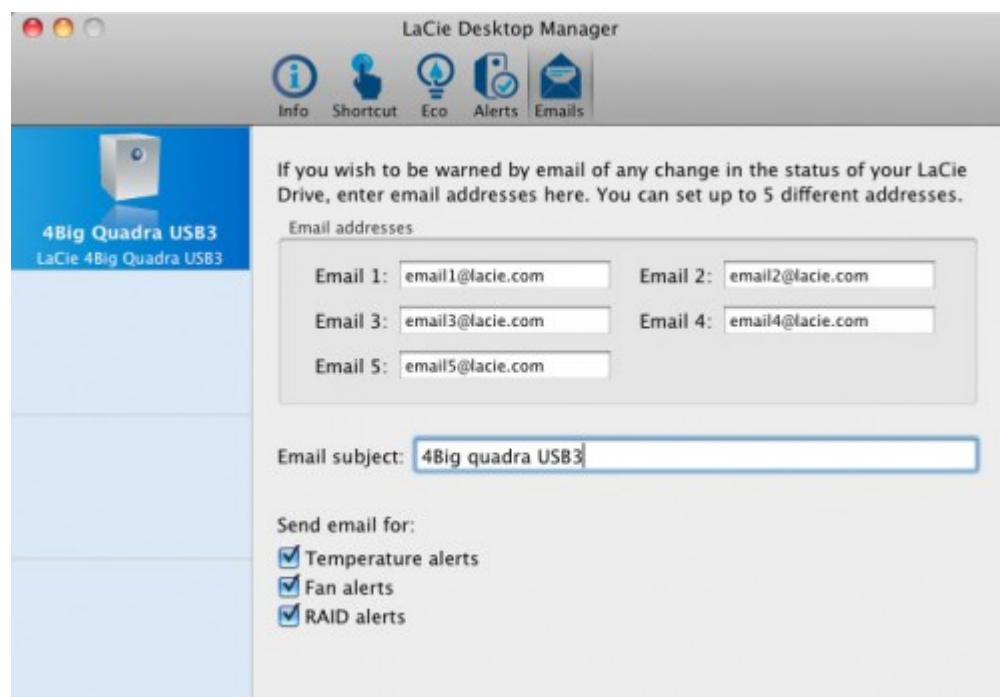 LaCie Desktop Manager
Info Shortcut Eco Alerts Emails
4Big Quadra USB3
LaCie 4Big Quadra USB3
If you wish to be warned by email of any change in the status of your LaCie
Drive, enter email addresses here. You can set up to 5 different addresses.
Email addresses
Email 1: email1@lacie.com Email 2: email2@lacie.com
Email 3: email3@lacie.com Email 4: email4@lacie.com
Email 5: email5@lacie.com
Email subject: 4Big quadra USB3
Send email for:
Temperature alerts
Fan alerts
RAID alerts